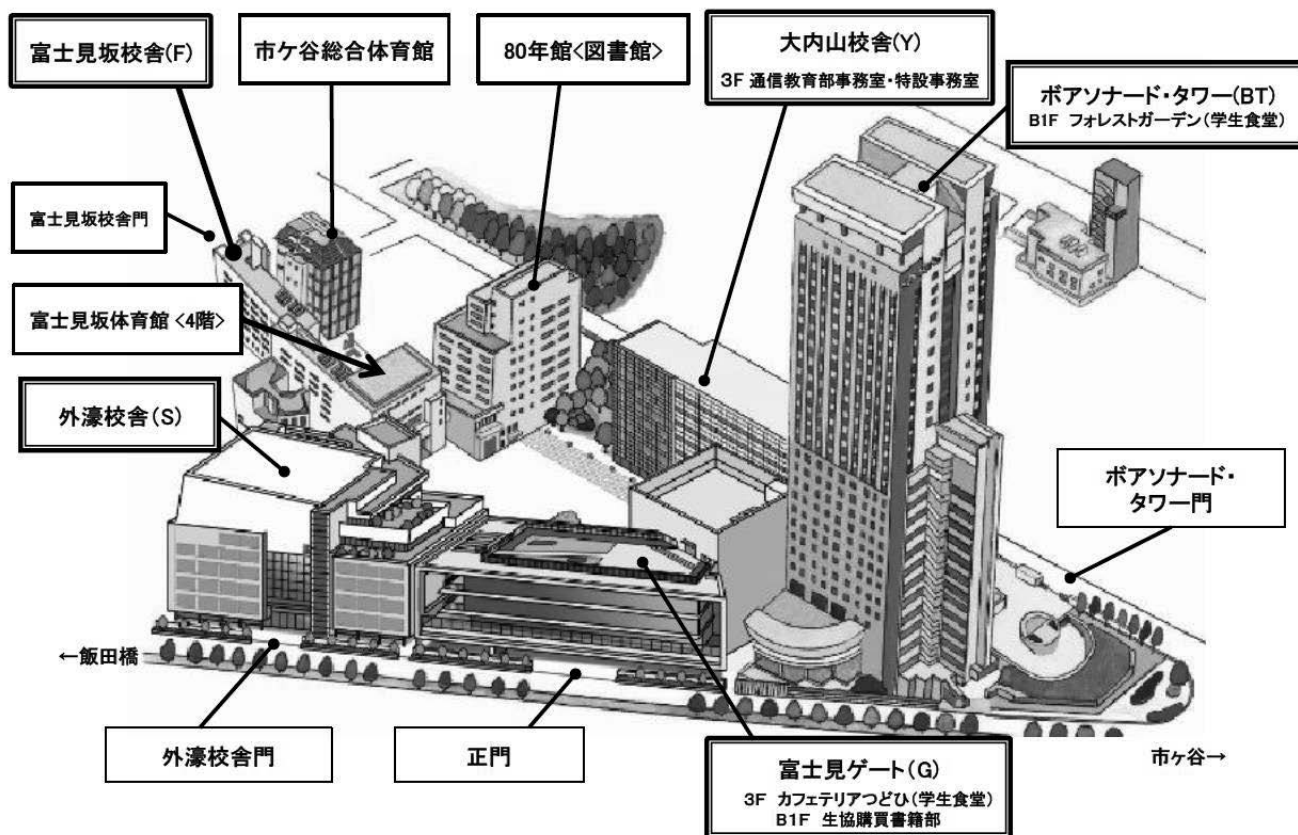 富士見坂校舎(F)
市ケ谷総合体育館
80年館<図書館>
大内山校舎(Y)
3F 通信教育部事務室・特設事務室
ボアソナード・タワー(BT)
B1F フォレストガーデン(学生食堂)
富士見坂校舎門
富士見坂体育館 <4階>
外濠校舎(S)
ボアソナード・
タワー門
←飯田橋
外濠校舎門
正門
富士見ゲート(G)
3F カフェテリアつどひ(学生食堂)
B1F 生協購買書籍部
市ヶ谷→